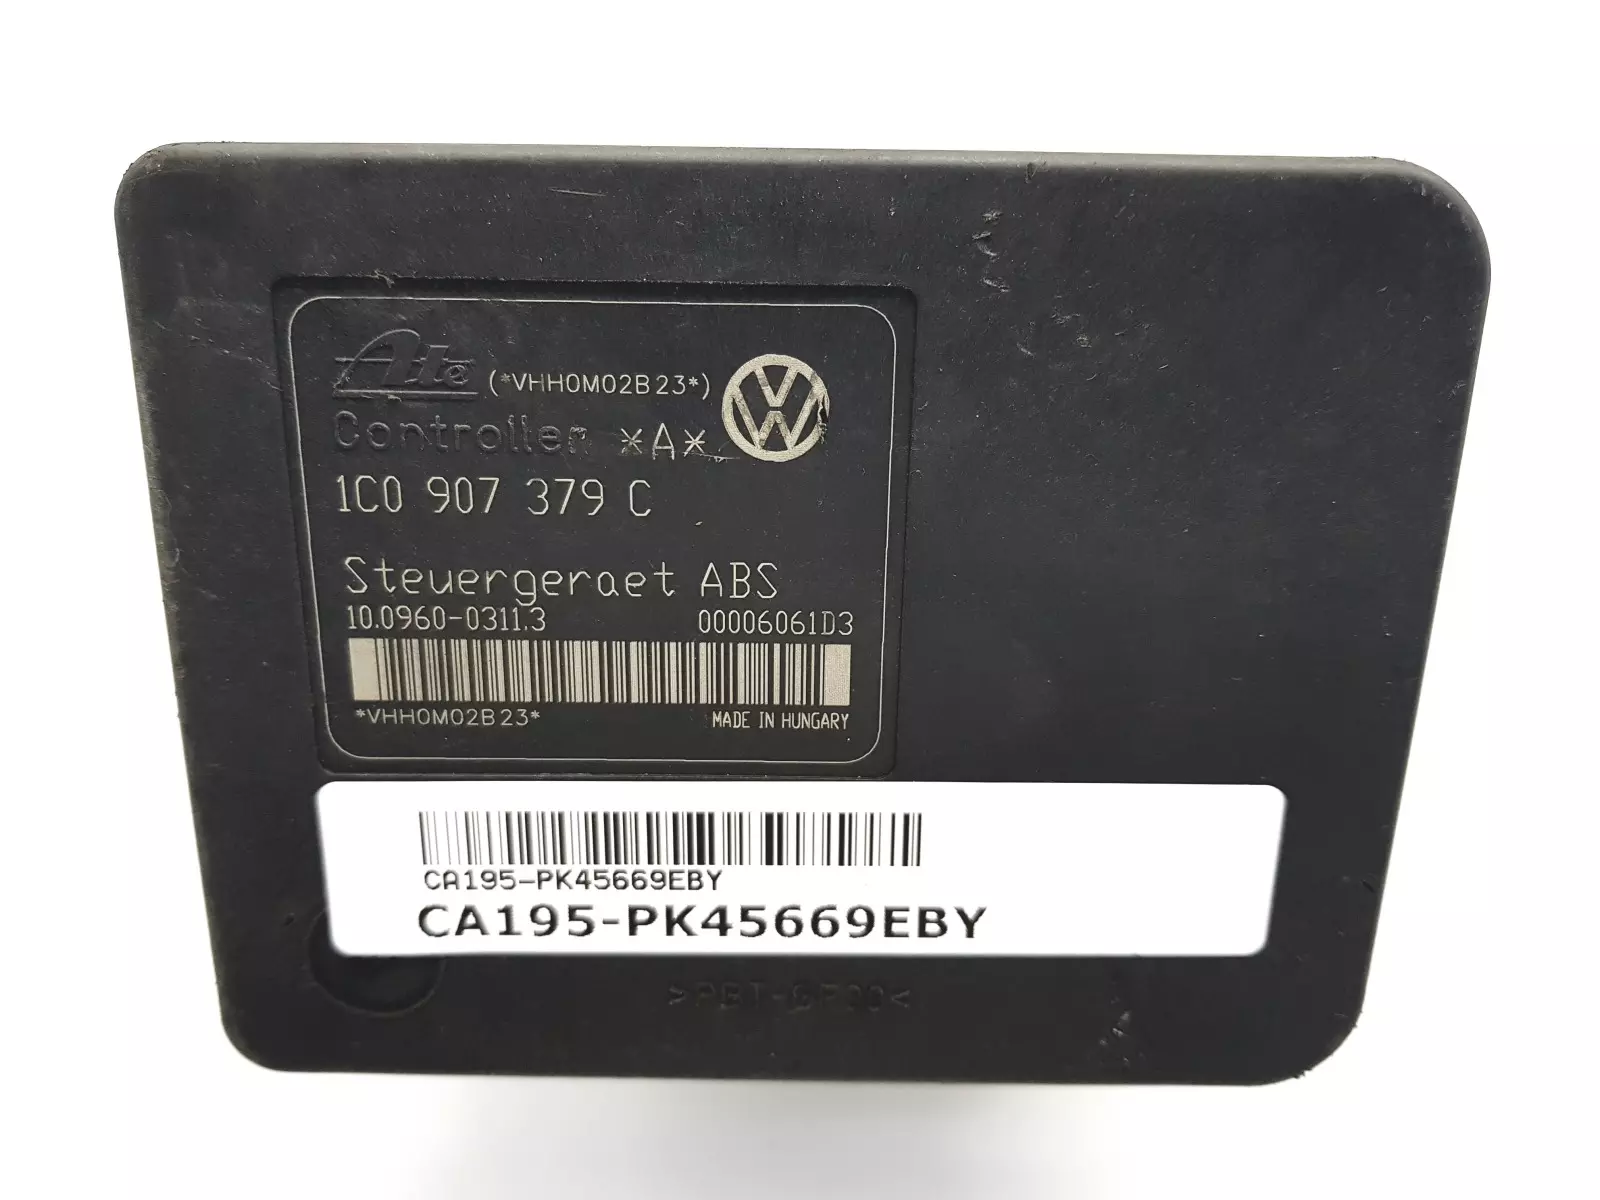 Ate (*VHH0M02B23*)
Controller *A*
1C0 907 379 C
Steuergeraet ABS
10.0960-0311.3 00006061D3
*VHH0M02B23* MADE IN HUNGARY
CA195-PK45669EBY
CA195-PK45669EBY